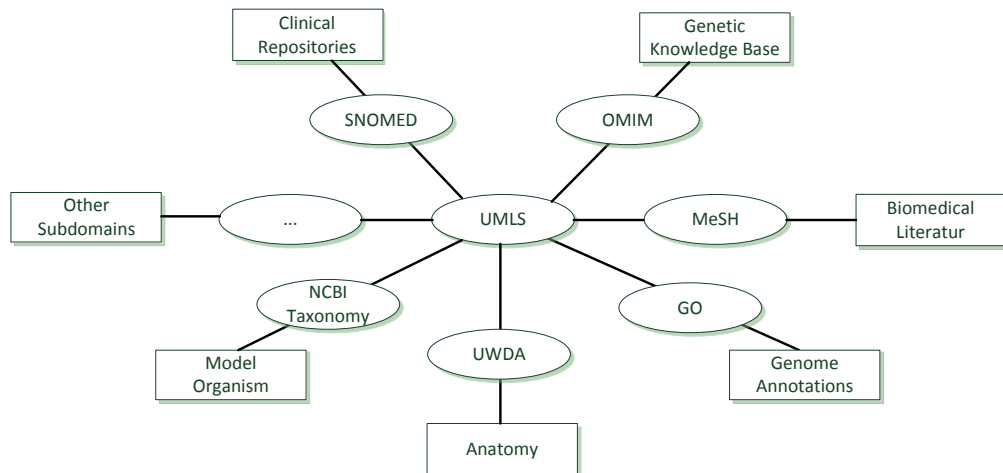 Clinical
Repositories
Genetic
Knowledge Base
SNOMED
OMIM
Other
Subdomains
...
UMLS
MeSH
Biomedical
Literatur
NCBI
Taxonomy
GO
Model
Organism
UWDA
Genome
Annotations
Anatomy